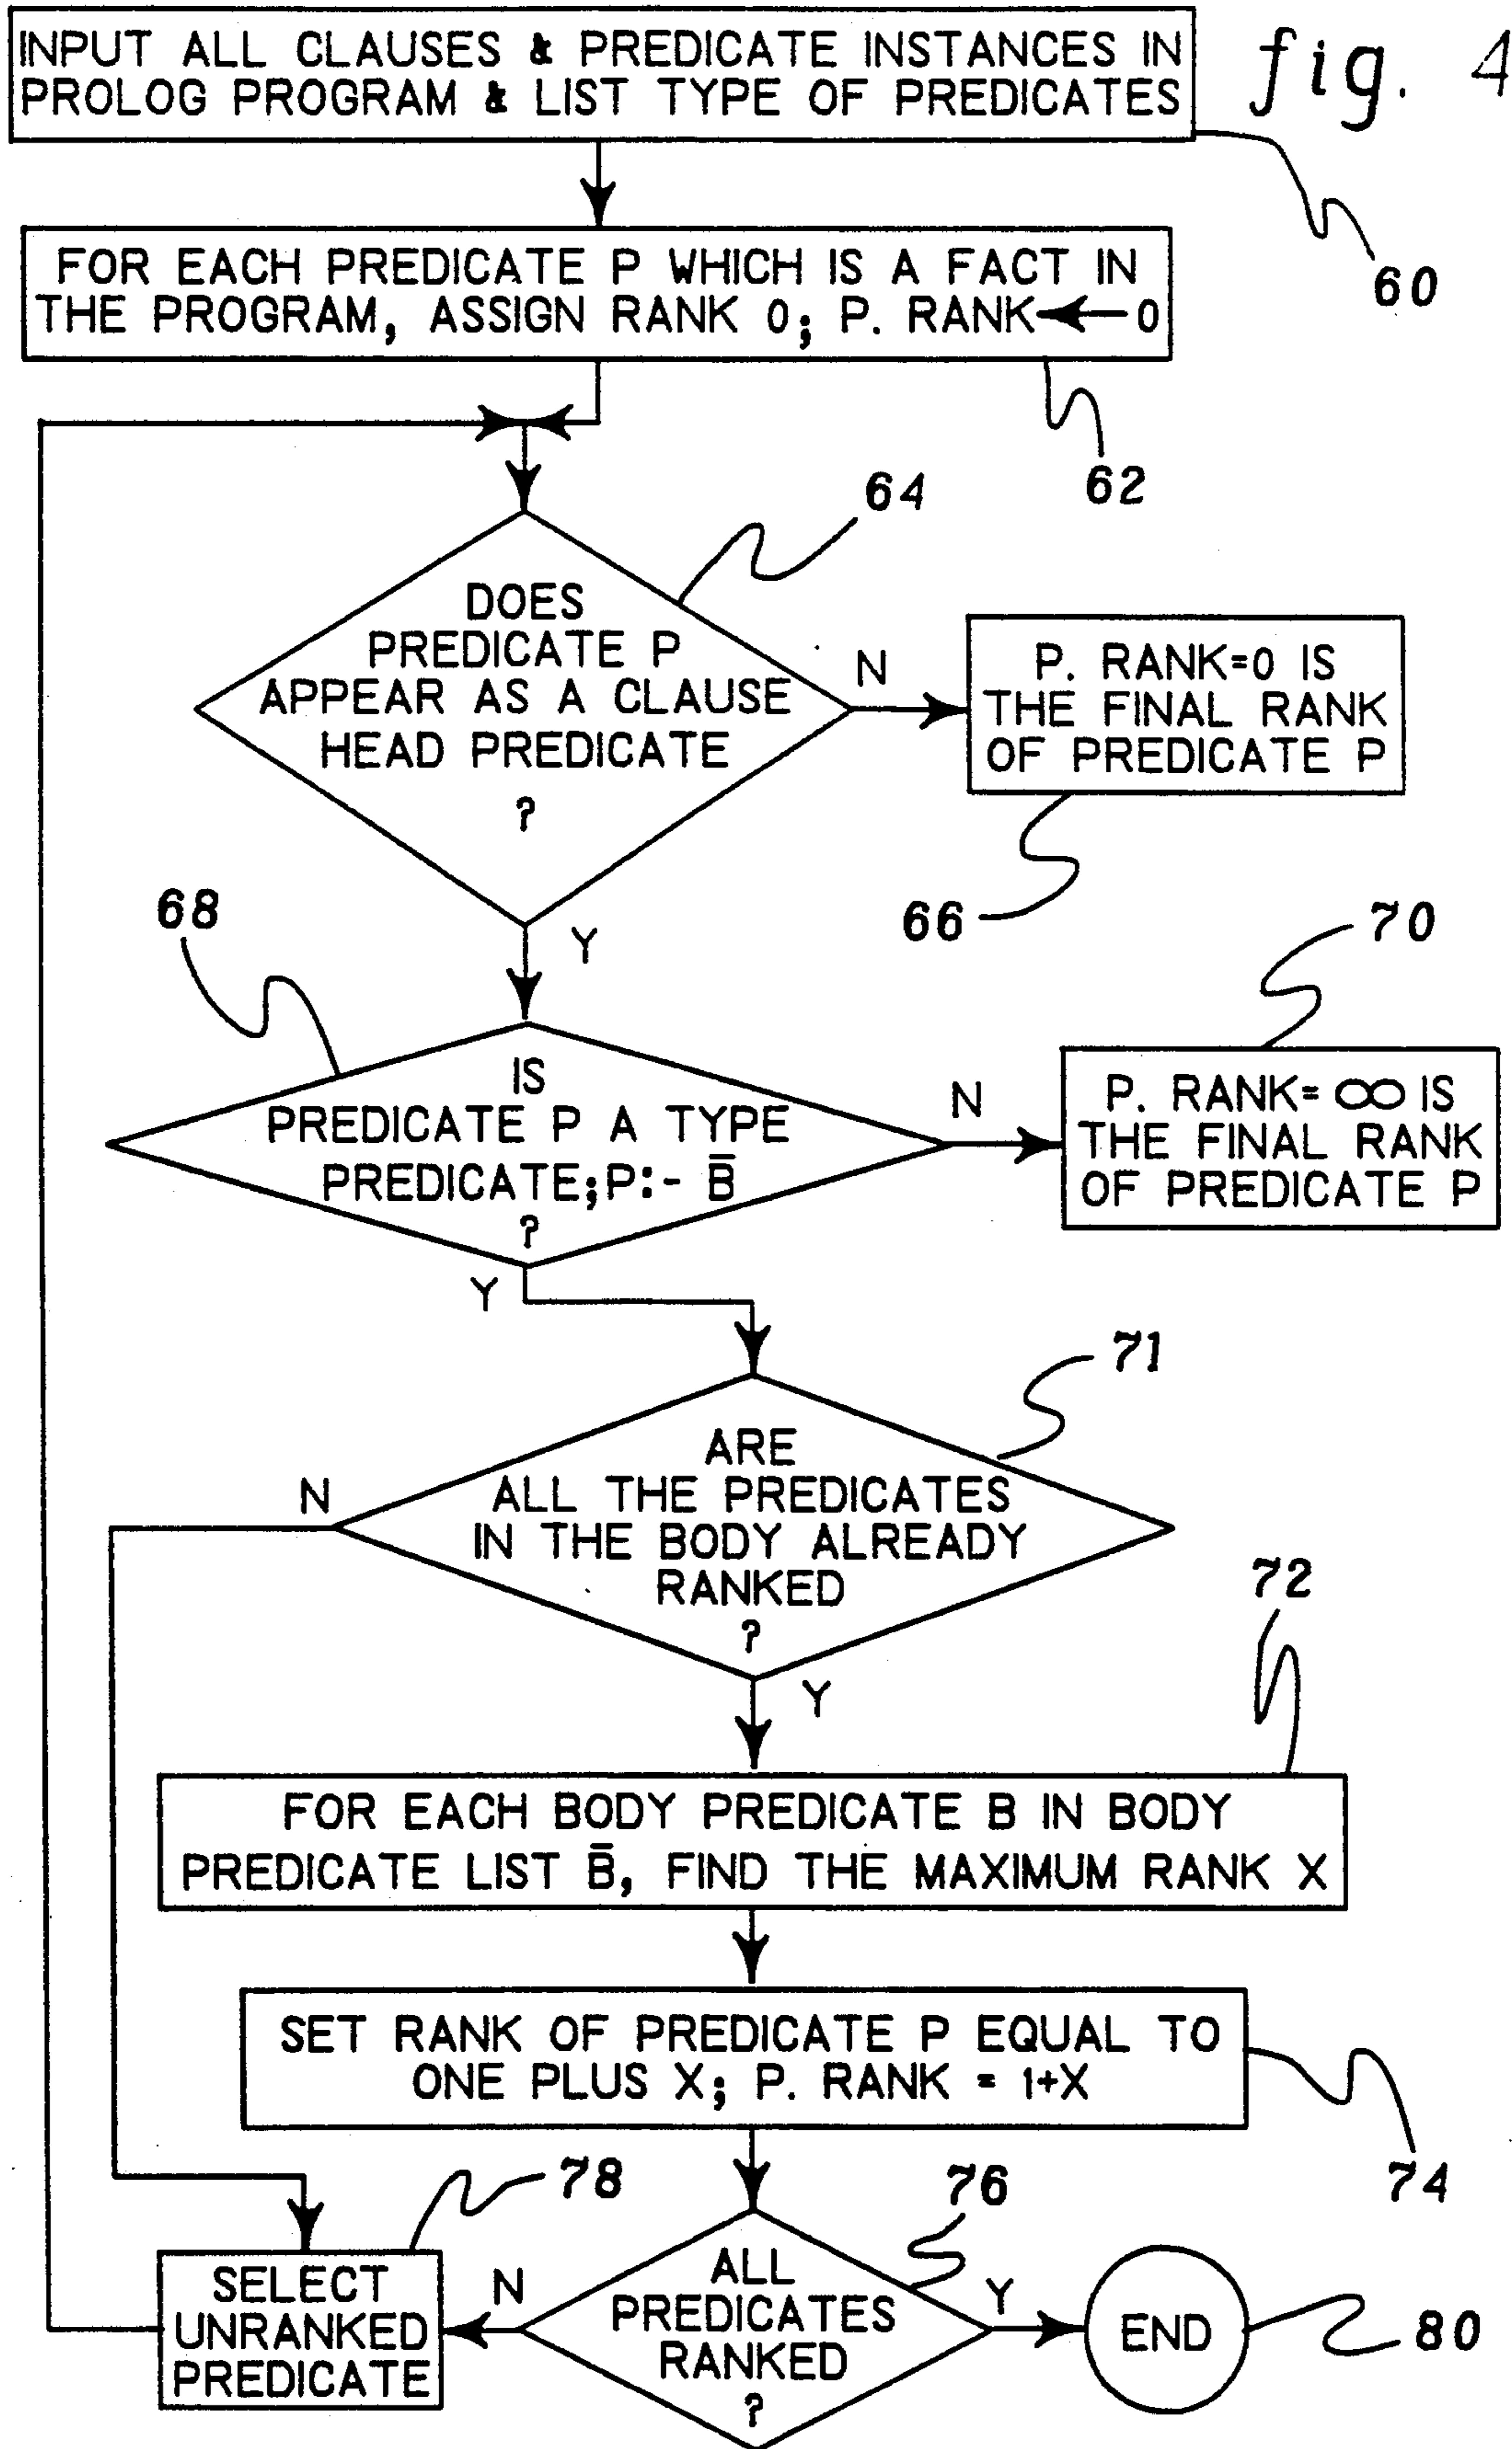 fig. 4
INPUT ALL CLAUSES & PREDICATE INSTANCES IN
PROLOG PROGRAM & LIST TYPE OF PREDICATES
60
FOR EACH PREDICATE P WHICH IS A FACT IN
THE PROGRAM, ASSIGN RANK 0; P. RANK←0
62
64
DOES
PREDICATE P
APPEAR AS A CLAUSE
HEAD PREDICATE
?
N
P. RANK=0 IS
THE FINAL RANK
OF PREDICATE P
66
Y
68
IS
PREDICATE P A TYPE
PREDICATE;P:- B̅
?
N
P. RANK= ∞ IS
THE FINAL RANK
OF PREDICATE P
70
Y
71
ARE
ALL THE PREDICATES
IN THE BODY ALREADY
RANKED
?
N
Y
72
FOR EACH BODY PREDICATE B IN BODY
PREDICATE LIST B̅, FIND THE MAXIMUM RANK X
SET RANK OF PREDICATE P EQUAL TO
ONE PLUS X; P. RANK = 1+X
74
76
ALL
PREDICATES
RANKED
?
N
78
SELECT
UNRANKED
PREDICATE
Y
END
80